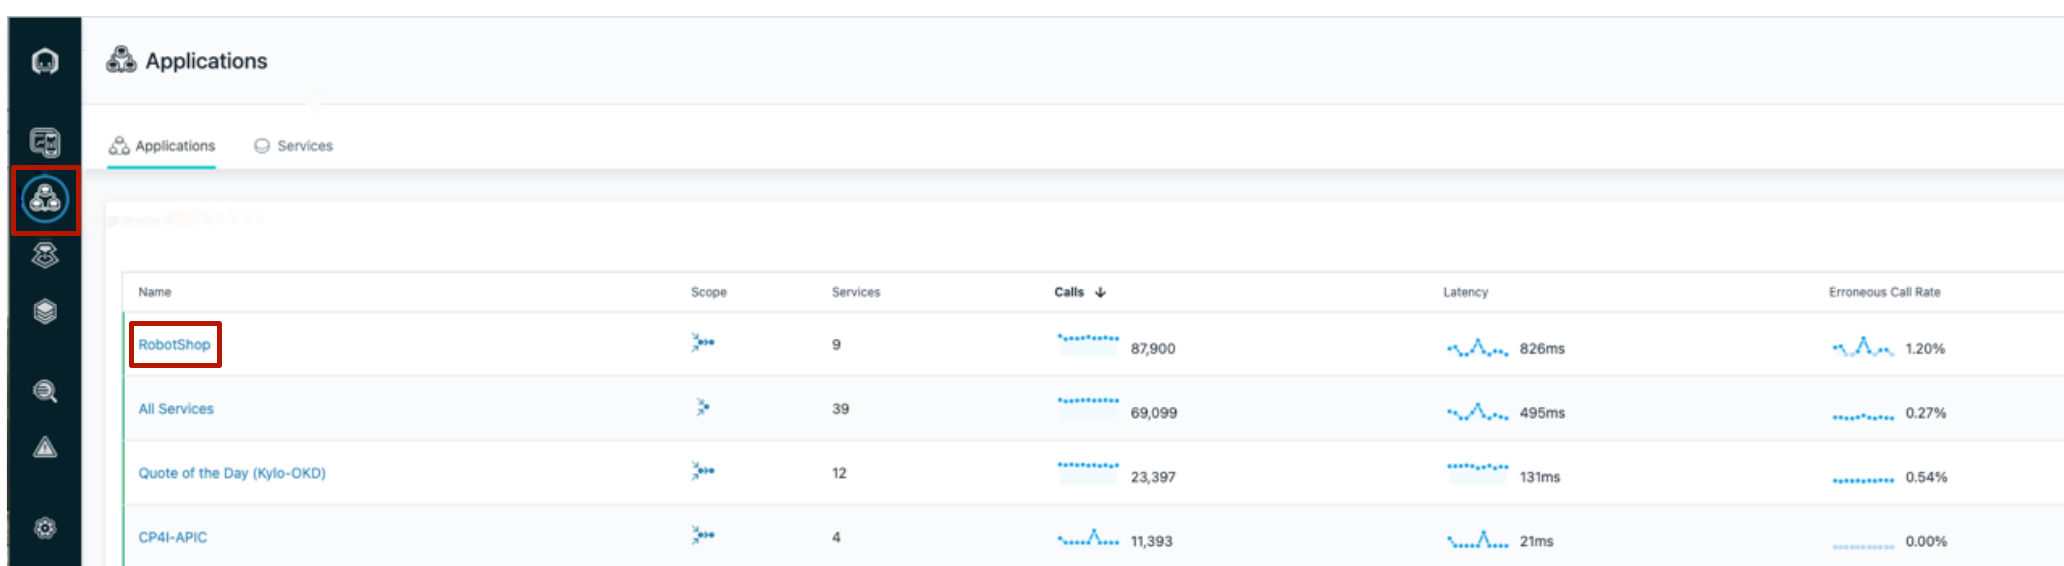 Applications
Applications Services
Name Scope Services Calls Latency Erroneous Call Rate
RobotShop 9 87,900 826ms 1.20%
All Services 39 69,099 495ms 0.27%
Quote of the Day (Kylo-OKD) 12 23,397 131ms 0.54%
CP4I-APIC 4 11,393 21ms 0.00%